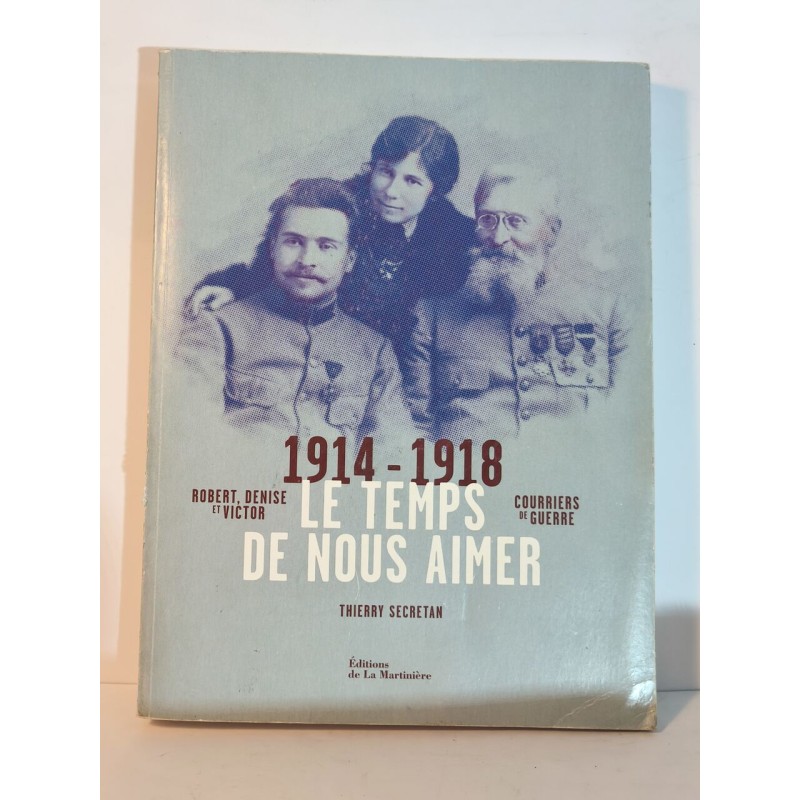 1914 - 1918
ROBERT, DENISE
ET VICTOR
LE TEMPS
DE NOUS AIMER
COURRIERS
DE GUERRE
THIERRY SECRETAN
Éditions
de La Martinière